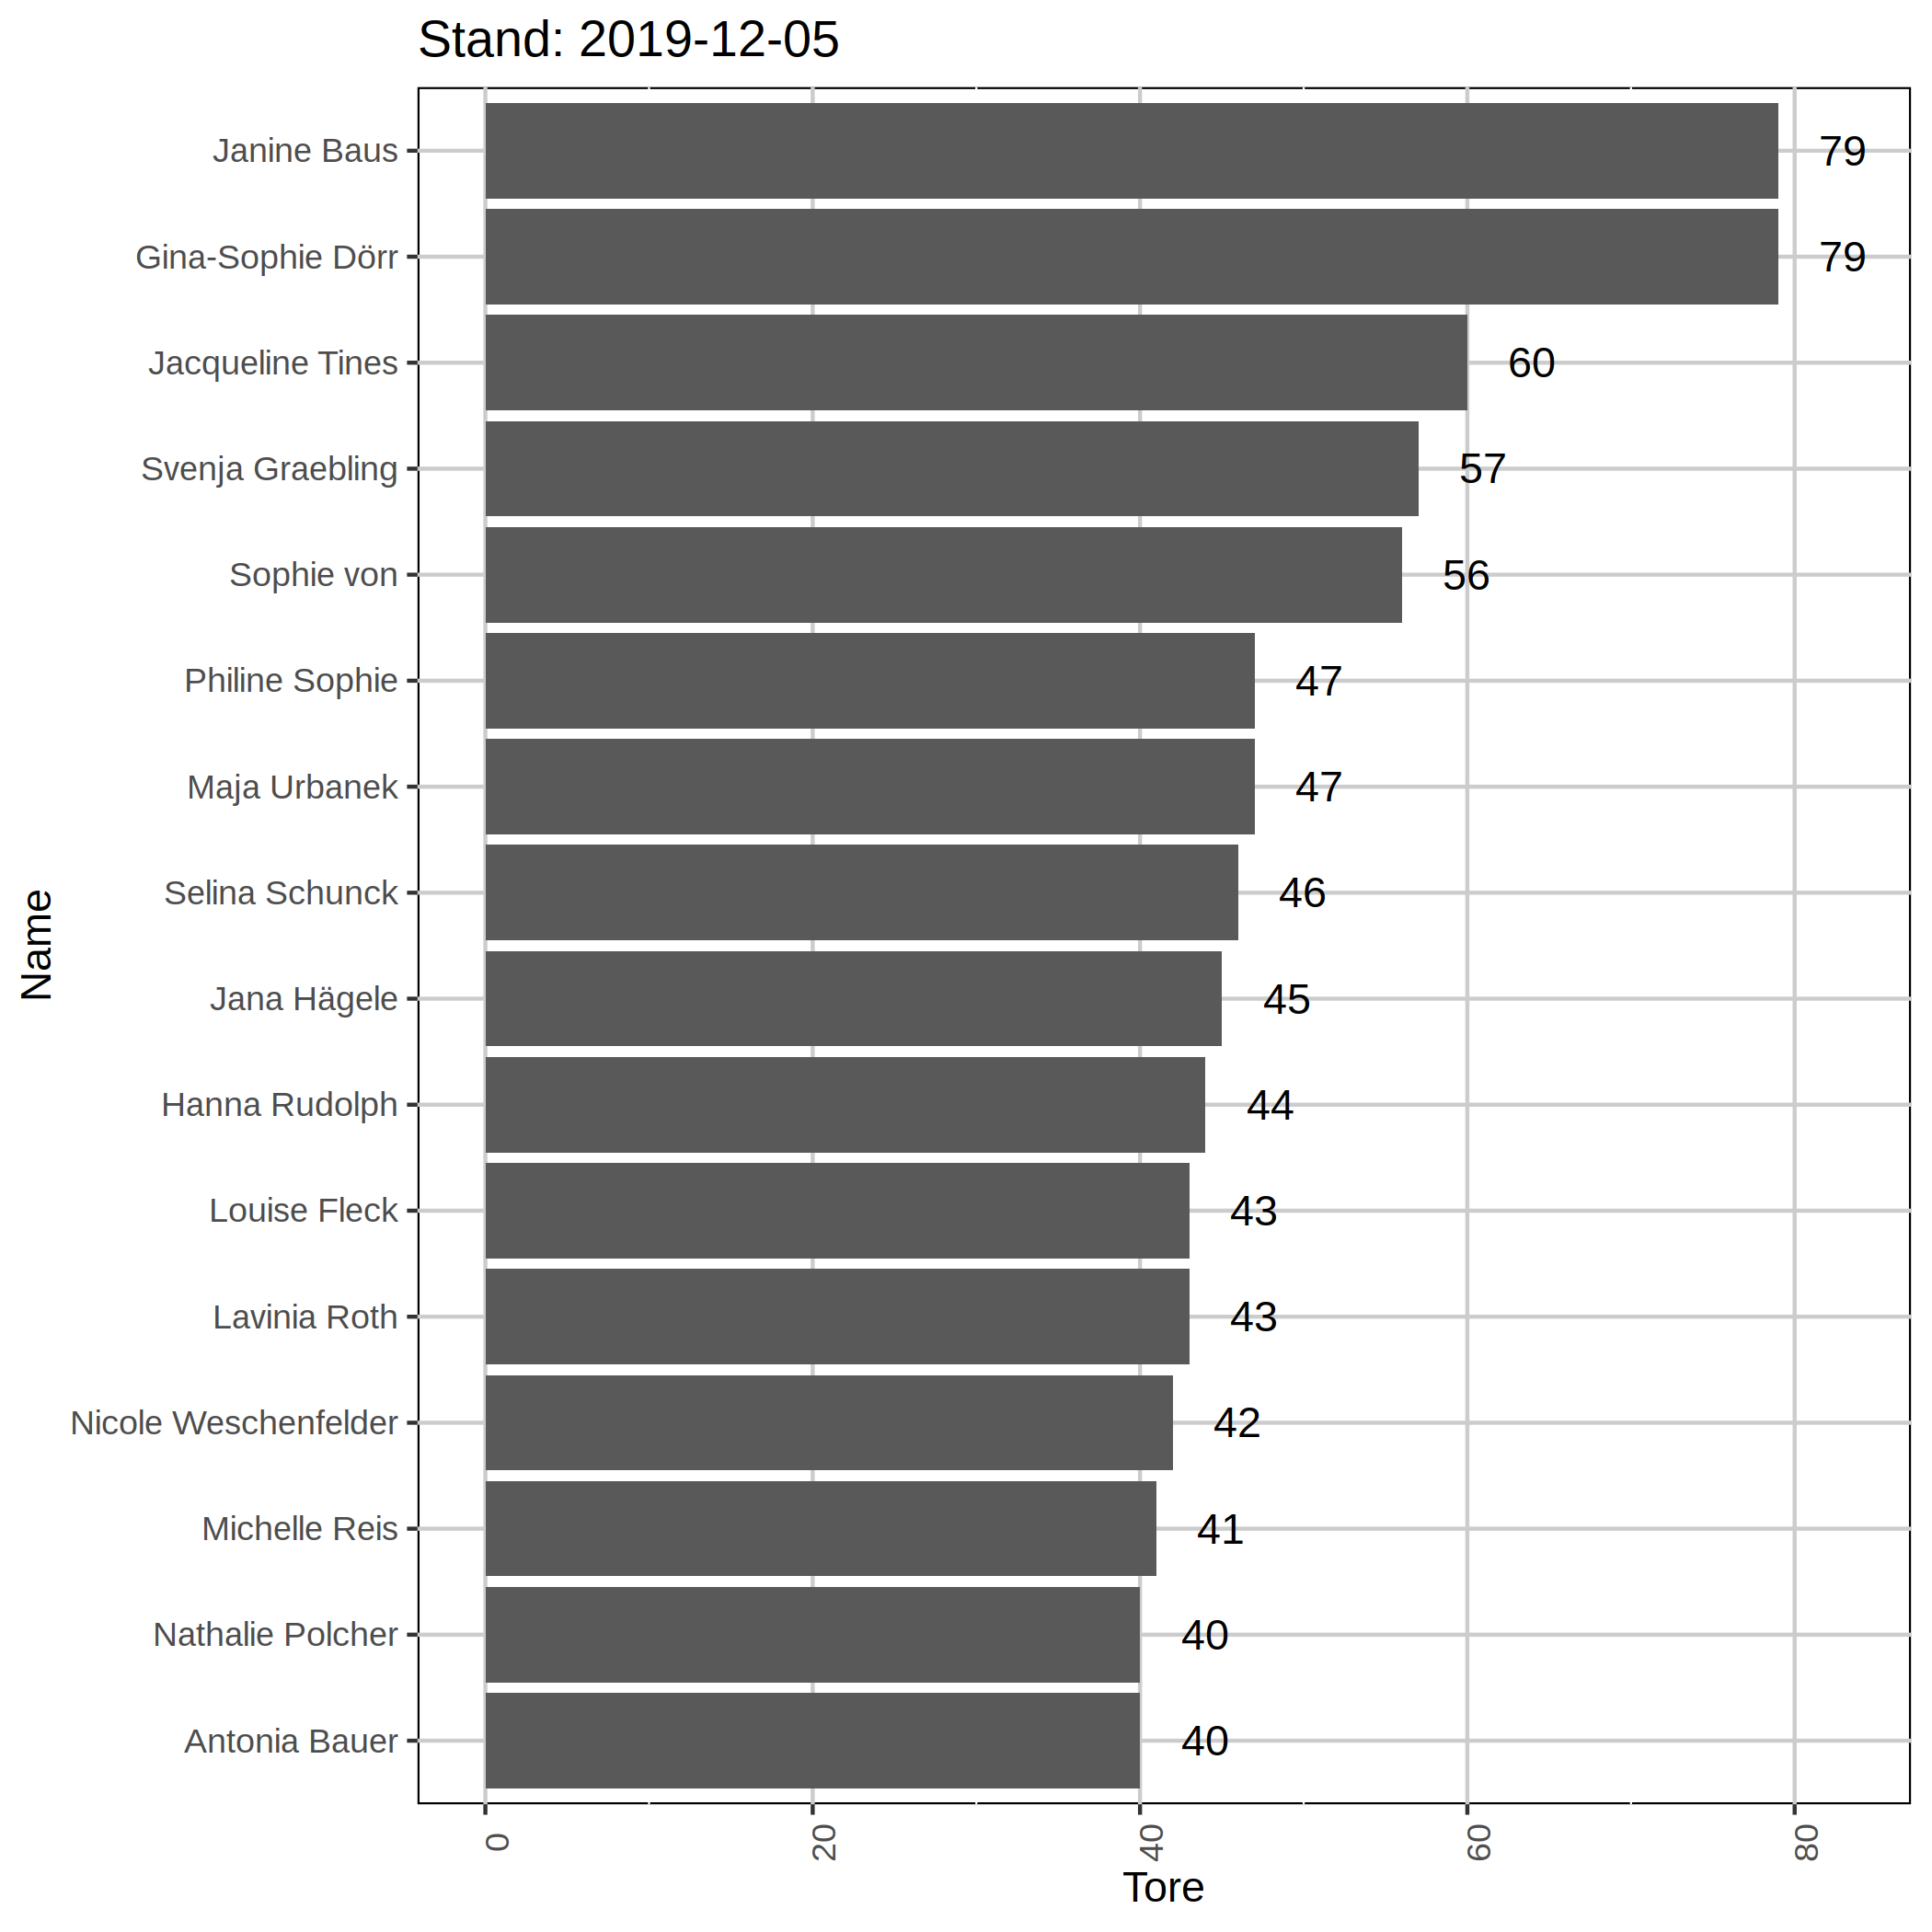 Stand: 2019-12-05
Janine Baus 79
Gina-Sophie Dörr 79
Jacqueline Tines 60
Svenja Graebling 57
Sophie von 56
Philine Sophie 47
Maja Urbanek 47
Selina Schunck 46
Jana Hägele 45
Hanna Rudolph 44
Louise Fleck 43
Lavinia Roth 43
Nicole Weschenfelder 42
Michelle Reis 41
Nathalie Polcher 40
Antonia Bauer 40
Name
0 20 40 60 80
Tore